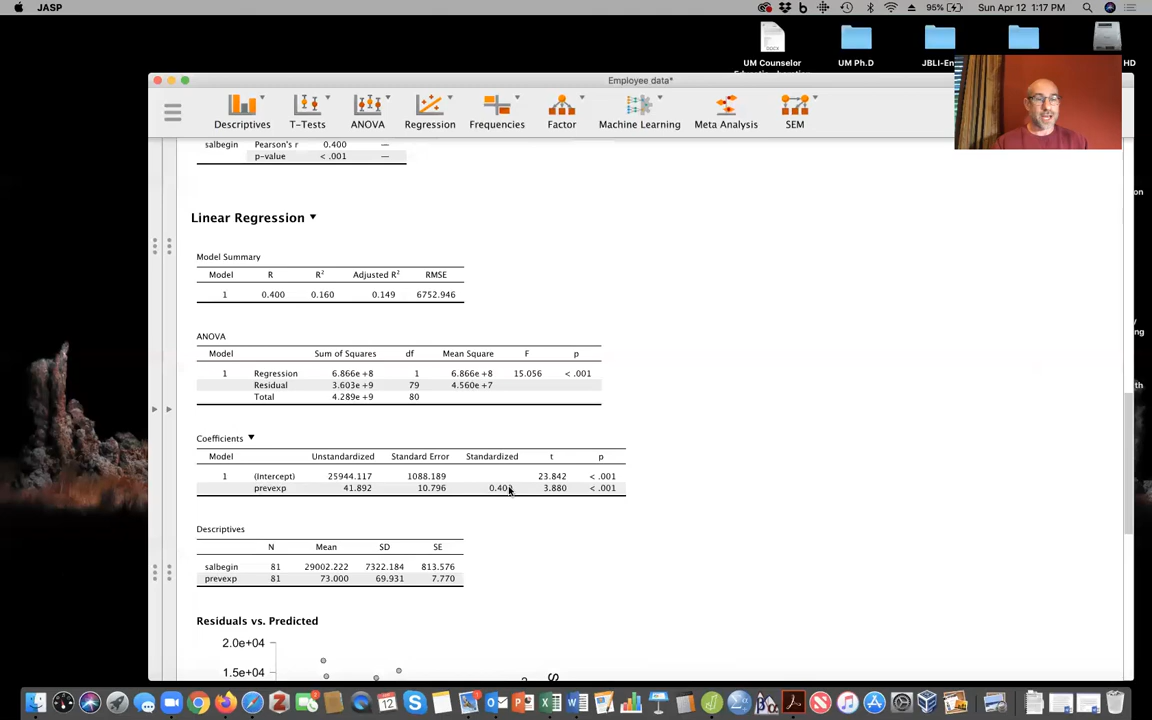 JASP 95% Sun Apr 12 1:17 PM
UM Counselor UM Ph.D JBLI-En HD
Employee data*
Descriptives T-Tests ANOVA Regression Frequencies Factor Machine Learning Meta Analysis SEM
salbegin Pearson's r 0.400 —
p-value < .001 —
Linear Regression
Model Summary
Model R R² Adjusted R² RMSE
1 0.400 0.160 0.149 6752.946
ANOVA
Model Sum of Squares df Mean Square F p
1 Regression 6.866e +8 1 6.866e +8 15.056 < .001
Residual 3.603e +9 79 4.560e +7
Total 4.289e +9 80
Coefficients
Model Unstandardized Standard Error Standardized t p
1 (Intercept) 25944.117 1088.189 23.842 < .001
prevexp 41.892 10.796 3.880 < .001
Descriptives
N Mean SD SE
salbegin 81 29002.222 7322.184 813.576
prevexp 81 73.000 69.931 7.770
Residuals vs. Predicted
2.0e+04
1.5e+04